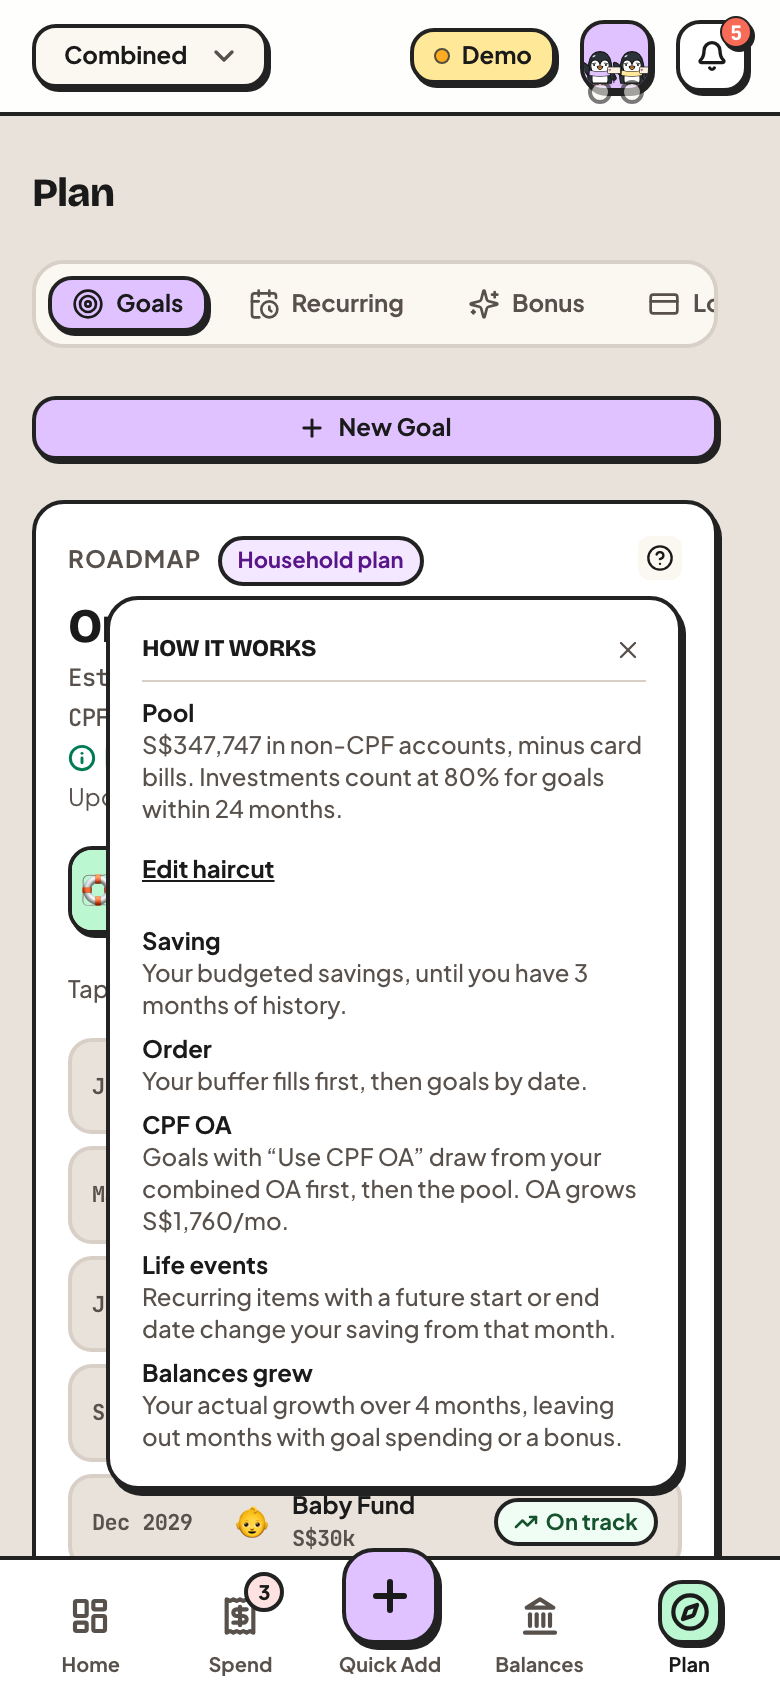 Combined
Demo
5
Plan
Goals
Recurring
Bonus
New Goal
ROADMAP
Household plan
HOW IT WORKS
Est
CPF
Pool
S$347,747 in non-CPF accounts, minus card
bills. Investments count at 80% for goals
within 24 months.
Edit haircut
Saving
Your budgeted savings, until you have 3
months of history.
Tap
Order
Your buffer fills first, then goals by date.
CPF OA
Goals with “Use CPF OA” draw from your
combined OA first, then the pool. OA grows
S$1,760/mo.
Life events
Recurring items with a future start or end
date change your saving from that month.
Balances grew
Your actual growth over 4 months, leaving
out months with goal spending or a bonus.
Dec 2029
Baby Fund
S$30k
On track
3
Home
Spend
Quick Add
Balances
Plan